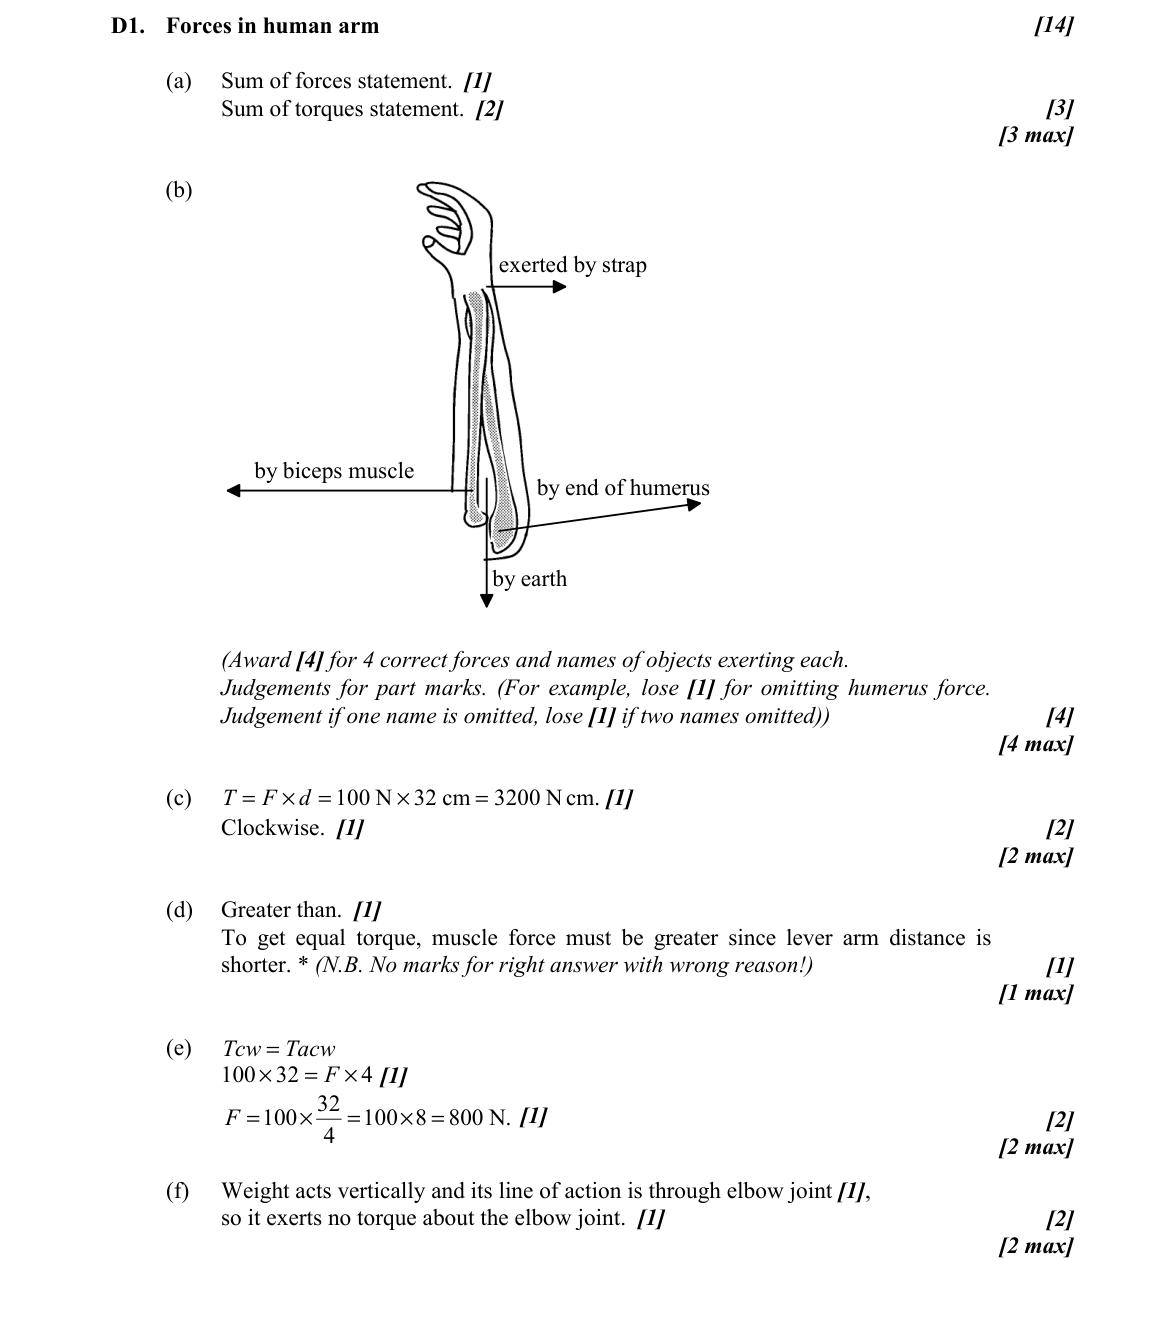 D1. Forces in human arm [14]
(a) Sum of forces statement. [1]
Sum of torques statement. [2] [3]
[3 max]
(b)
exerted by strap
by biceps muscle
by end of humerus
by earth
(Award [4] for 4 correct forces and names of objects exerting each.
Judgements for part marks. (For example, lose [1] for omitting humerus force.
Judgement if one name is omitted, lose [1] if two names omitted)) [4]
[4 max]
(c) T = F × d = 100 N × 32 cm = 3200 N cm. [1]
Clockwise. [1] [2]
[2 max]
(d) Greater than. [1]
To get equal torque, muscle force must be greater since lever arm distance is
shorter. * (N.B. No marks for right answer with wrong reason!) [1]
[1 max]
(e) Tcw = Tacw
100 × 32 = F × 4 [1]
F = 100 × 32/4 = 100 × 8 = 800 N. [1] [2]
[2 max]
(f) Weight acts vertically and its line of action is through elbow joint [1],
so it exerts no torque about the elbow joint. [1] [2]
[2 max]